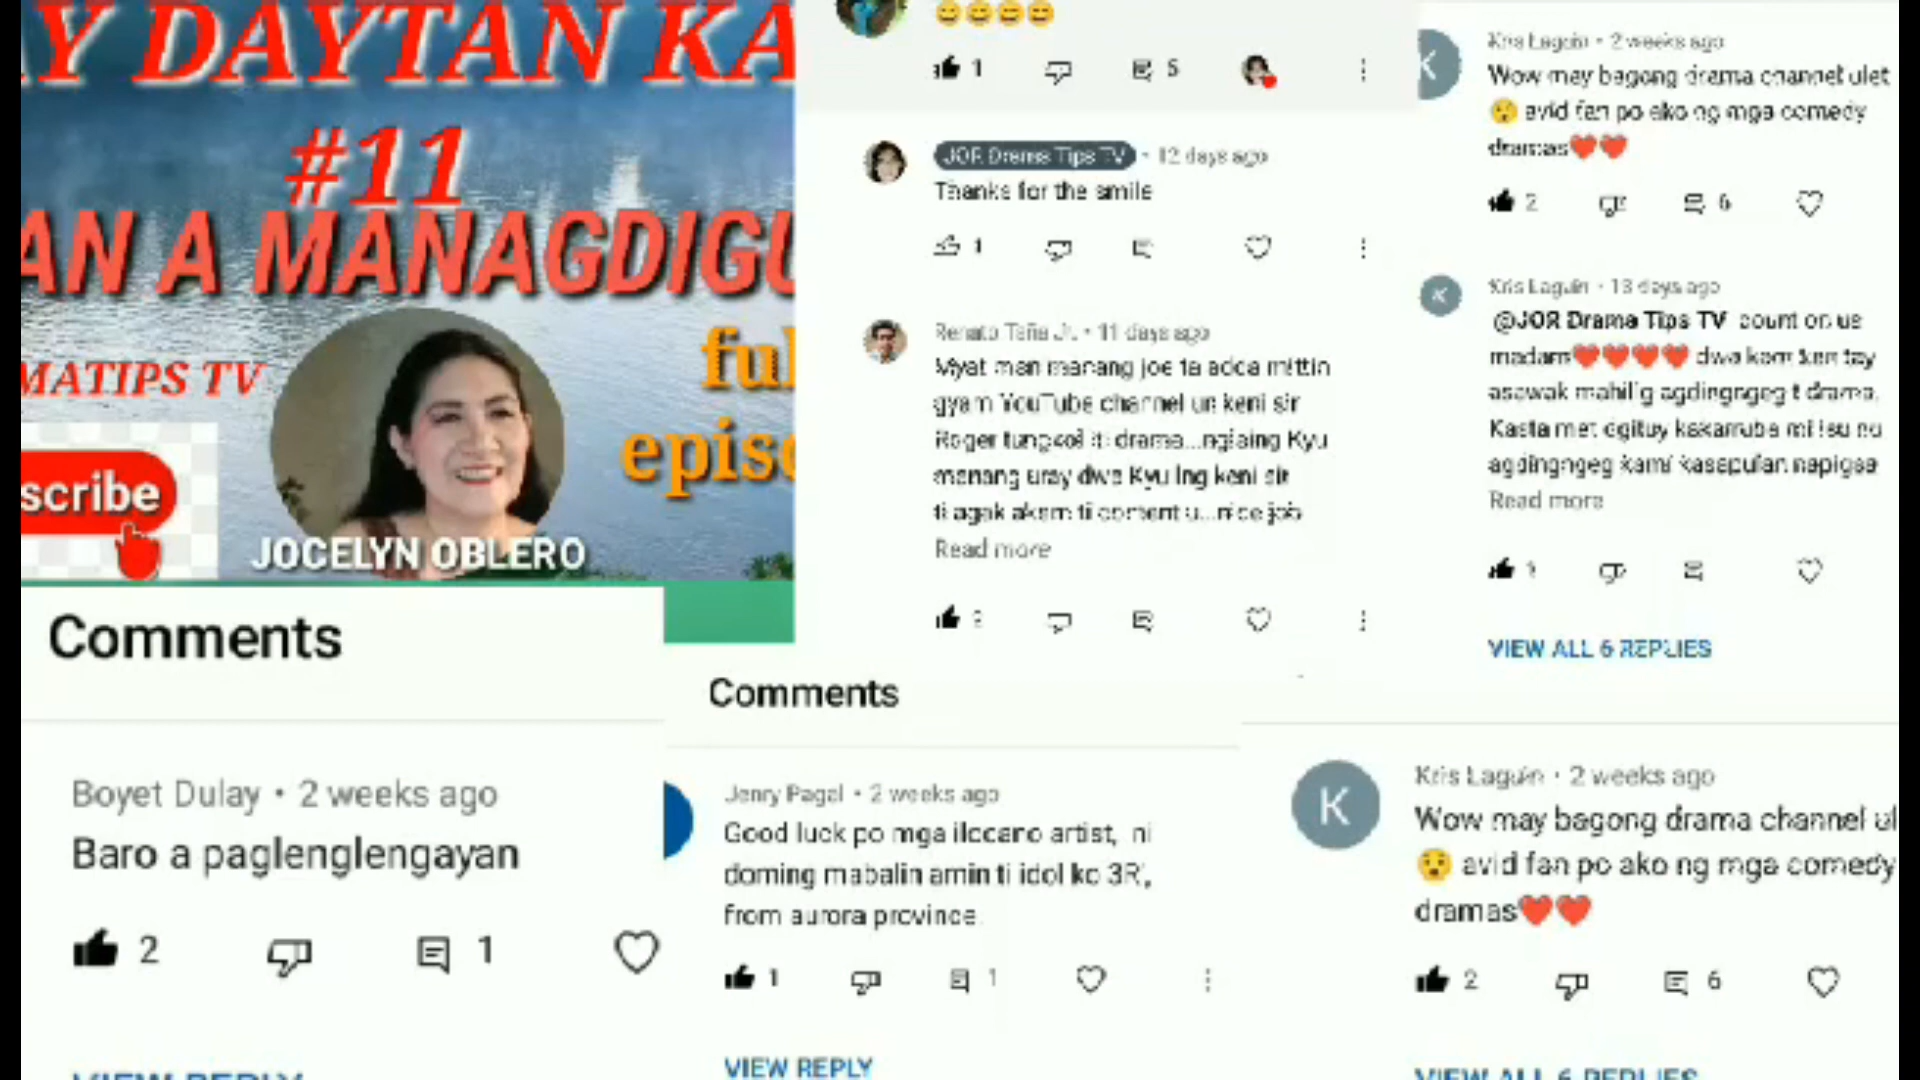 Y DAYTAN KA
#11
AN A MANAGDIGU
MATIPS TV
ful
episo
scribe
JOCELYN OBLERO
Comments
Boyet Dulay • 2 weeks ago
Baro a paglenglengayan
2
1
VIEW REPLY
1
5
JOR Drama Tips TV • 12 days ago
Thanks for the smile
1
Renato Taña Jr. • 11 days ago
Myat man manang joe ta adda mittin
gyam YouTube channel un keni sir
Roger tungkol iti drama...ngiaing Kyu
manang uray dwa Kyu lng keni sir
ti agak akem ti content u...nice job
Read more
Comments
Jenry Pagal • 2 weeks ago
Good luck po mga ilocano artist, ni
doming mabalin amin ti idol ko 3R',
from aurora province
1
1
VIEW REPLY
K
Kris Laguin • 2 weeks ago
Wow may bagong drama channel ulet
avid fan po ako ng mga comedy
dramas
2
6
K
Kris Laguin • 13 days ago
@JOR Drama Tips TV count on us
madam dwa kam ken tay
asawak mahilig agdingngeg t drama.
Kasta met dgituy kakarruba mi isu nu
agdingngeg kami kasapulan napigsa
Read more
VIEW ALL 6 REPLIES
K
Kris Laguin • 2 weeks ago
Wow may bagong drama channel ul
avid fan po ako ng mga comedy
dramas
2
6
VIEW ALL 6 REPLIES